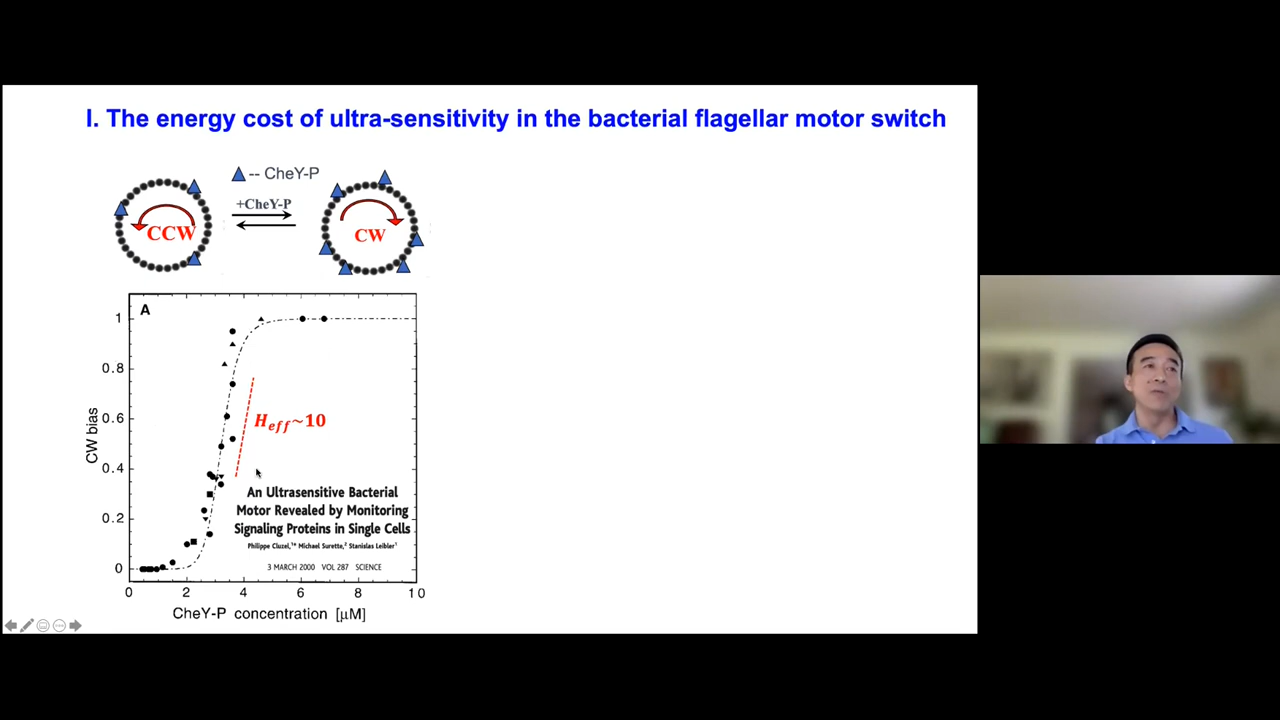 I. The energy cost of ultra-sensitivity in the bacterial flagellar motor switch
-- CheY-P
+CheY-P
CCW
CW
A
1
0.8
0.6
0.4
0.2
0
CW bias
H_eff~10
An Ultrasensitive Bacterial
Motor Revealed by Monitoring
Signaling Proteins in Single Cells
Philippe Cluzel,¹* Michael Surette,² Stanislas Leibler¹
3 MARCH 2000 VOL 287 SCIENCE
0 2 4 6 8 10
CheY-P concentration [μM]